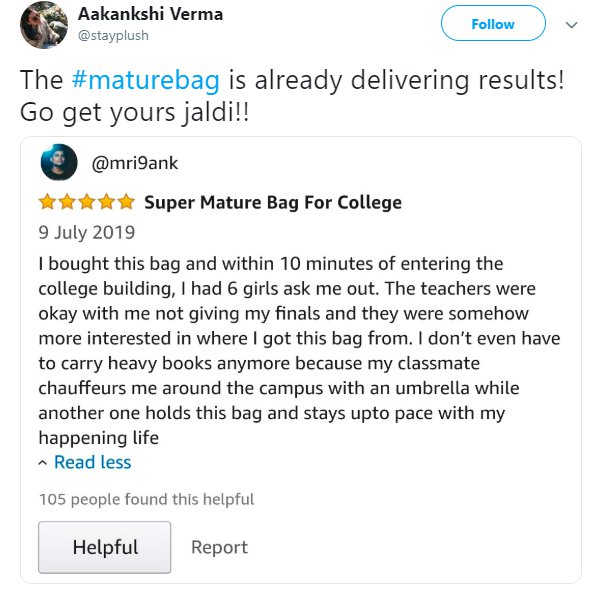 Aakankshi Verma
@stayplush
Follow
The #maturebag is already delivering results!
Go get yours jaldi!!
@mri9ank
Super Mature Bag For College
9 July 2019
I bought this bag and within 10 minutes of entering the
college building, I had 6 girls ask me out. The teachers were
okay with me not giving my finals and they were somehow
more interested in where I got this bag from. I don't even have
to carry heavy books anymore because my classmate
chauffeurs me around the campus with an umbrella while
another one holds this bag and stays upto pace with my
happening life
Read less
105 people found this helpful
Helpful
Report